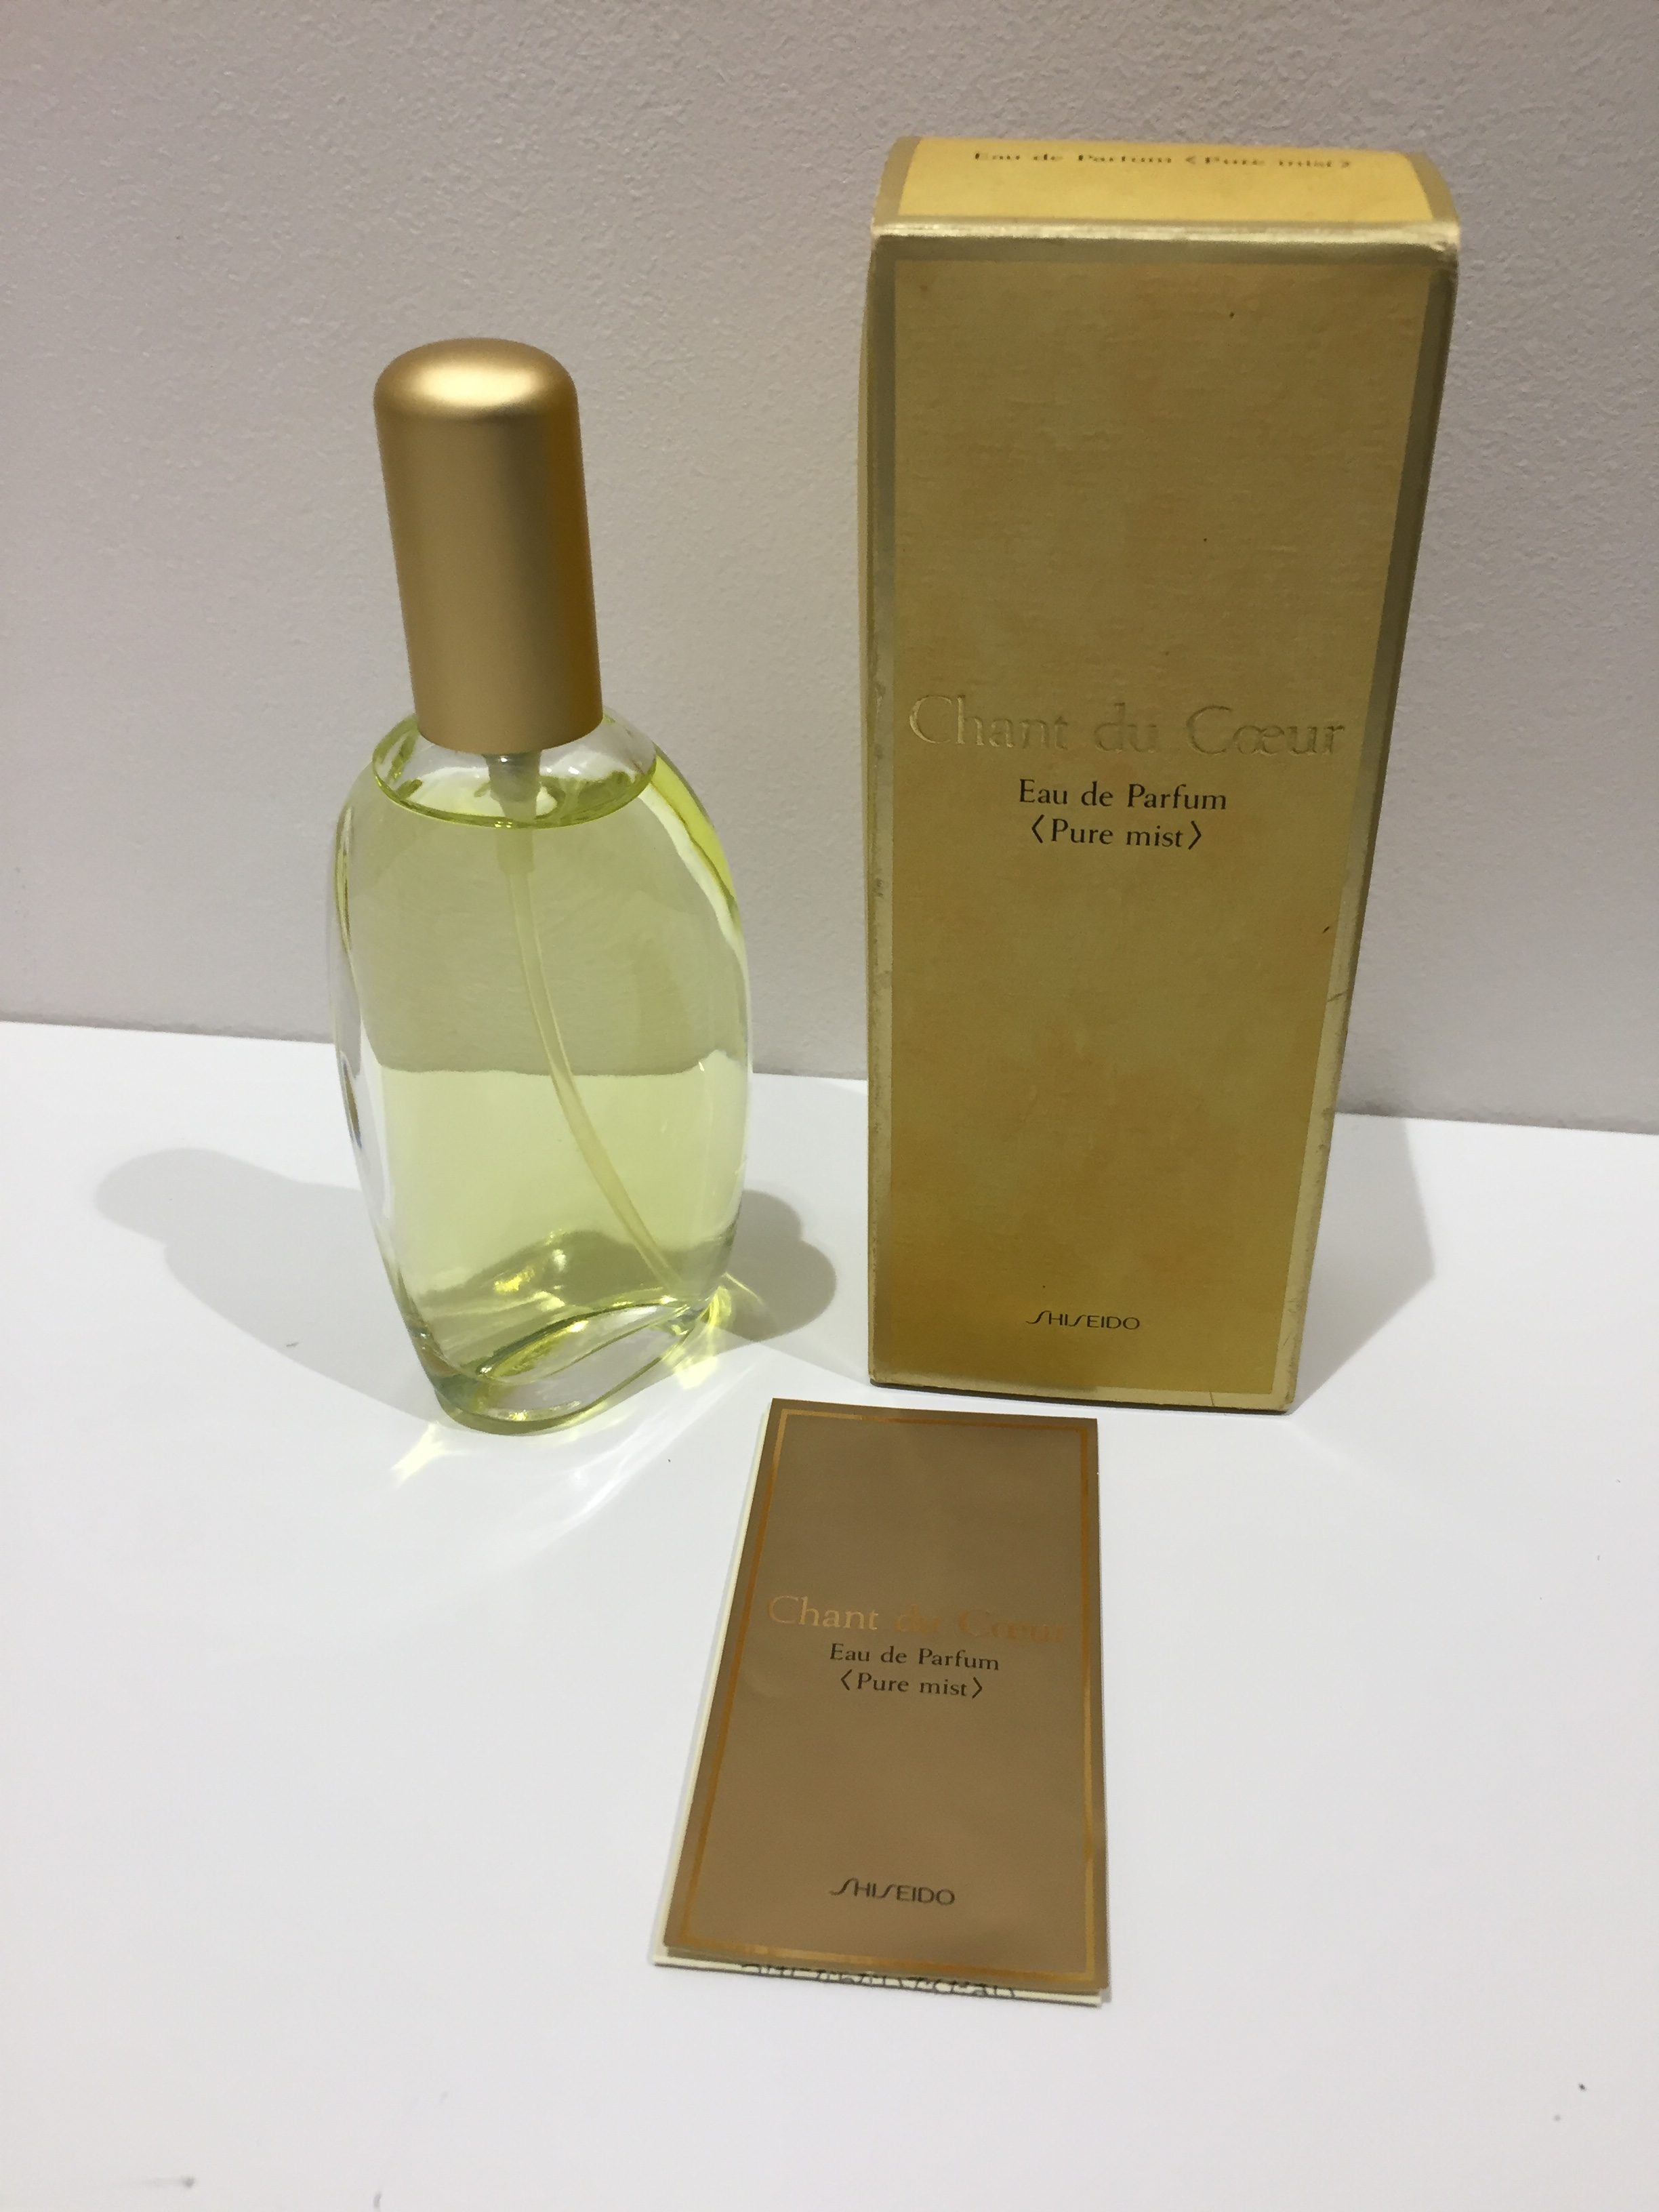 Eau de Parfum 〈Pure mist〉
Chant du Cœur
Eau de Parfum
〈Pure mist〉
SHISEIDO
Chant du Cœur
Eau de Parfum
〈Pure mist〉
SHISEIDO